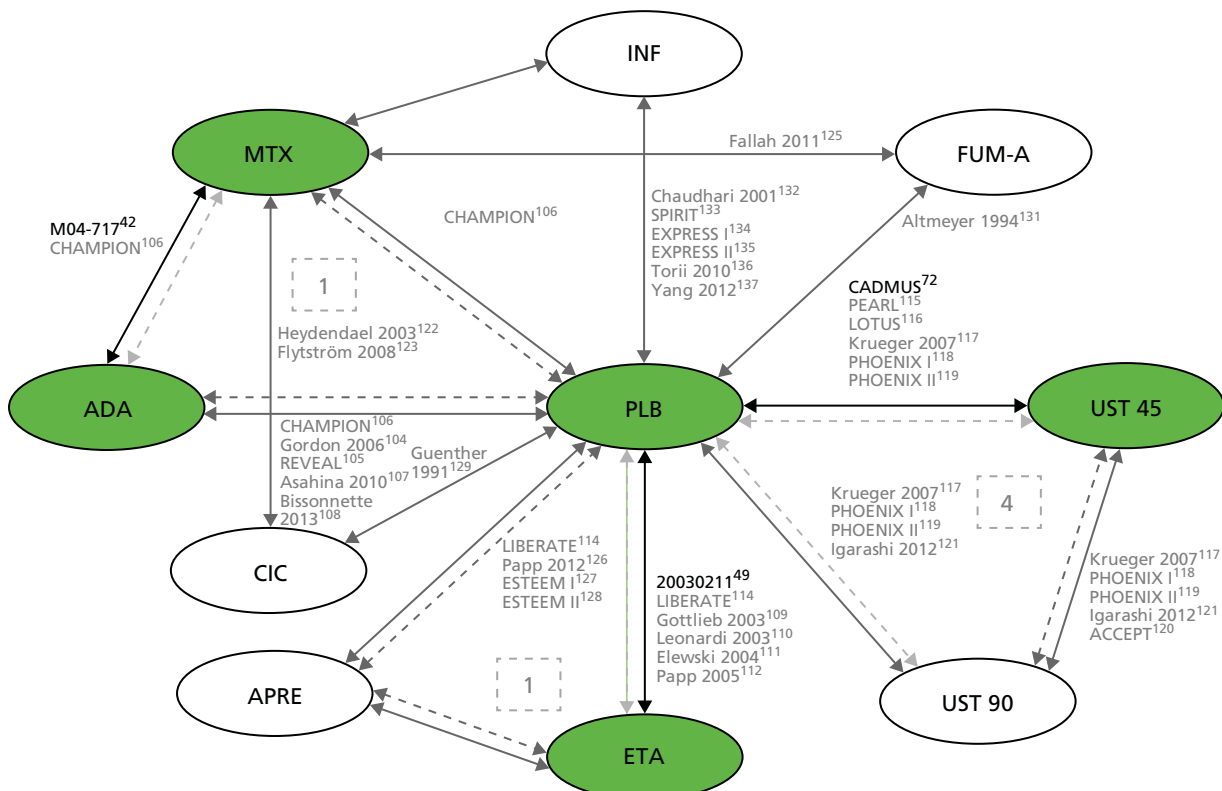 INF
MTX
Fallah 2011¹²⁵
FUM-A
M04-717⁴²
CHAMPION¹⁰⁶
CHAMPION¹⁰⁶
Chaudhari 2001¹³²
SPIRIT¹³³
EXPRESS I¹³⁴
EXPRESS II¹³⁵
Torii 2010¹³⁶
Yang 2012¹³⁷
Altmeyer 1994¹³¹
1
Heydendael 2003¹²²
Flytström 2008¹²³
CADMUS⁷²
PEARL¹¹⁵
LOTUS¹¹⁶
Krueger 2007¹¹⁷
PHOENIX I¹¹⁸
PHOENIX II¹¹⁹
ADA
PLB
UST 45
CHAMPION¹⁰⁶
Gordon 2006¹⁰⁴
REVEAL¹⁰⁵
Asahina 2010¹⁰⁷
Bissonnette
2013¹⁰⁸
Guenther
1991¹²⁹
Krueger 2007¹¹⁷
PHOENIX I¹¹⁸
PHOENIX II¹¹⁹
Igarashi 2012¹²¹
4
CIC
LIBERATE¹¹⁴
Papp 2012¹²⁶
ESTEEM I¹²⁷
ESTEEM II¹²⁸
20030211⁴⁹
LIBERATE¹¹⁴
Gottlieb 2003¹⁰⁹
Leonardi 2003¹¹⁰
Elewski 2004¹¹¹
Papp 2005¹¹²
Krueger 2007¹¹⁷
PHOENIX I¹¹⁸
PHOENIX II¹¹⁹
Igarashi 2012¹²¹
ACCEPT¹²⁰
APRE
1
UST 90
ETA